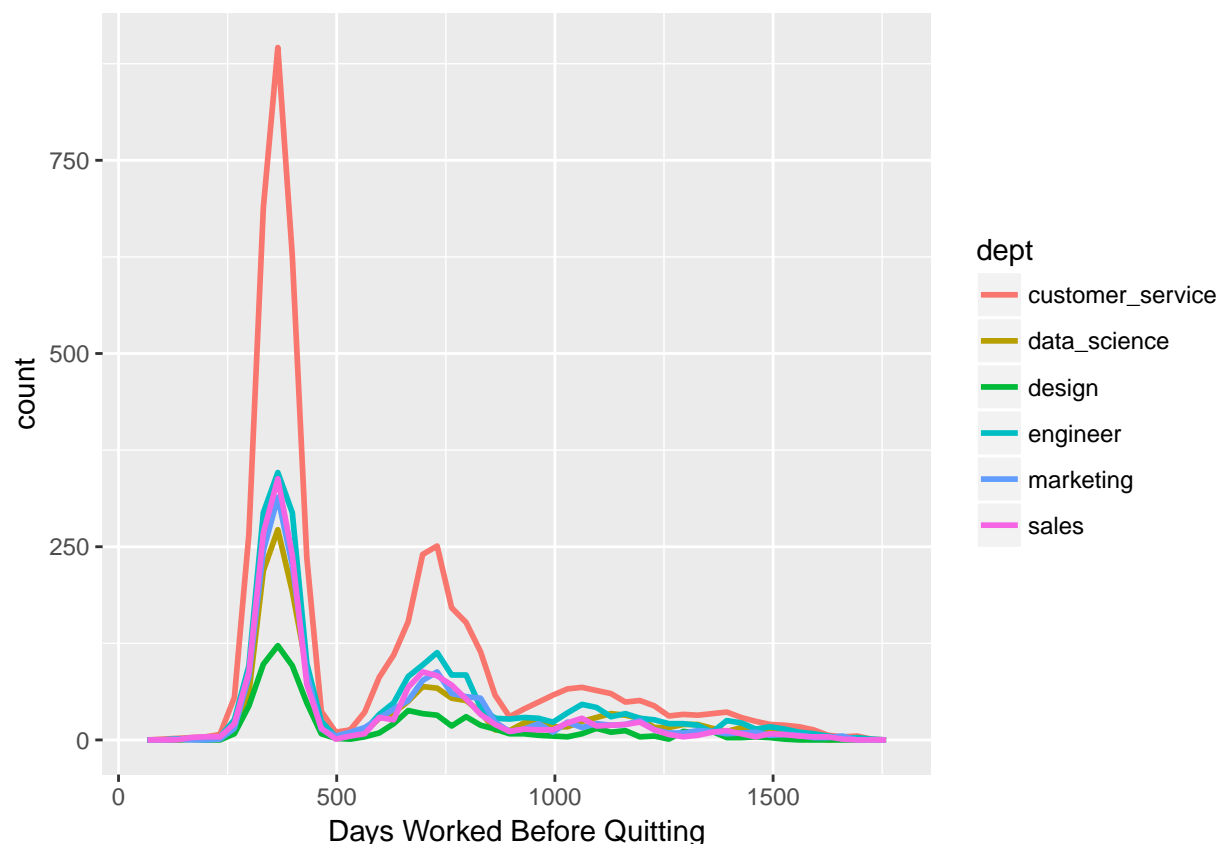 750
500
250
0
count
0 500 1000 1500
Days Worked Before Quitting
dept
customer_service
data_science
design
engineer
marketing
sales